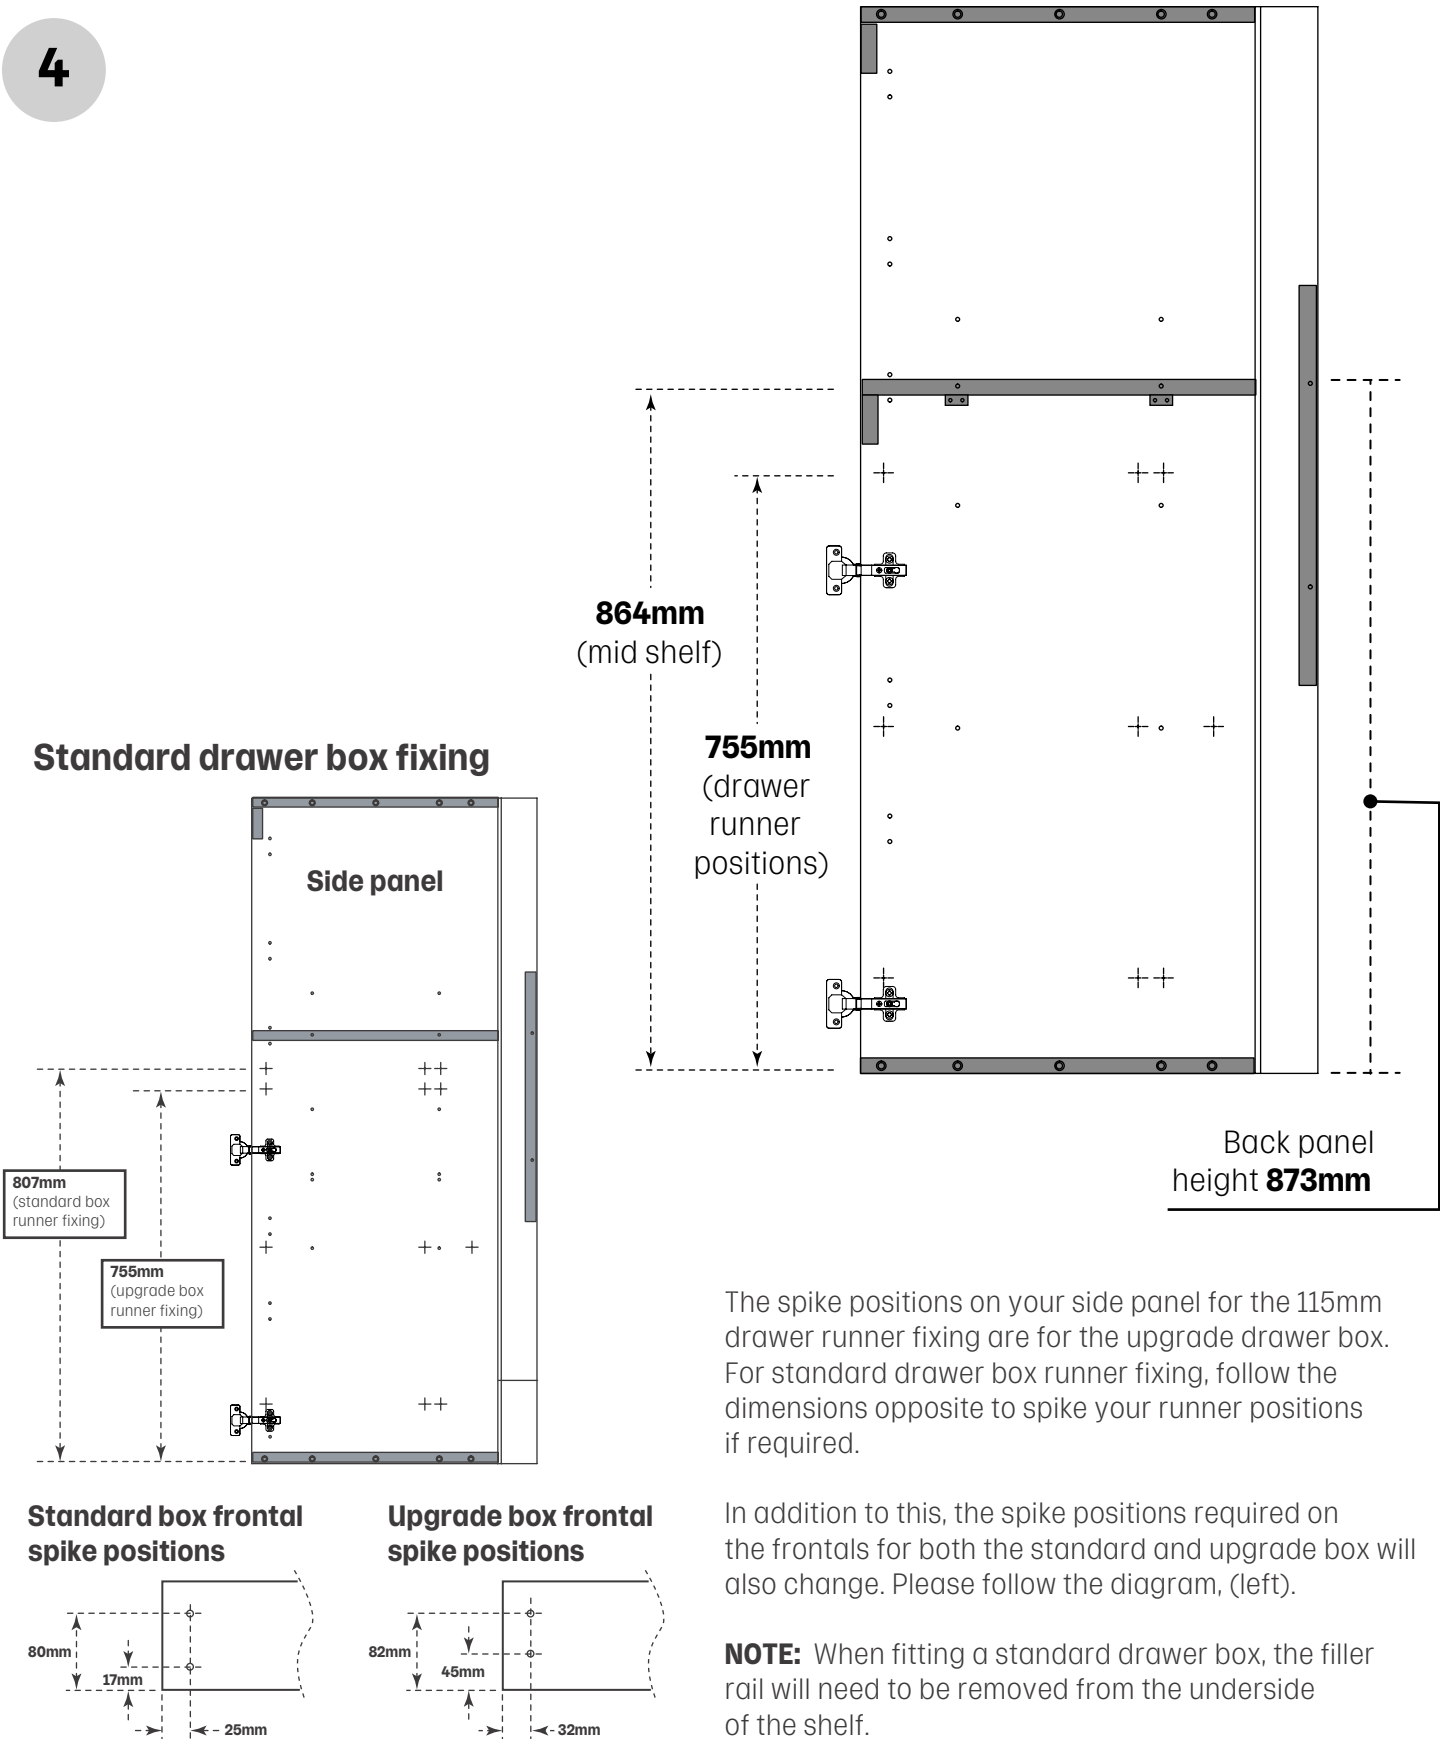 4
864mm
(mid shelf)
755mm
(drawer
runner
positions)
Back panel
height 873mm
Standard drawer box fixing
Side panel
807mm
(standard box
runner fixing)
755mm
(upgrade box
runner fixing)
Standard box frontal
spike positions
80mm
17mm
25mm
Upgrade box frontal
spike positions
82mm
45mm
32mm
The spike positions on your side panel for the 115mm
drawer runner fixing are for the upgrade drawer box.
For standard drawer box runner fixing, follow the
dimensions opposite to spike your runner positions
if required.
In addition to this, the spike positions required on
the frontals for both the standard and upgrade box will
also change. Please follow the diagram, (left).
NOTE: When fitting a standard drawer box, the filler
rail will need to be removed from the underside
of the shelf.